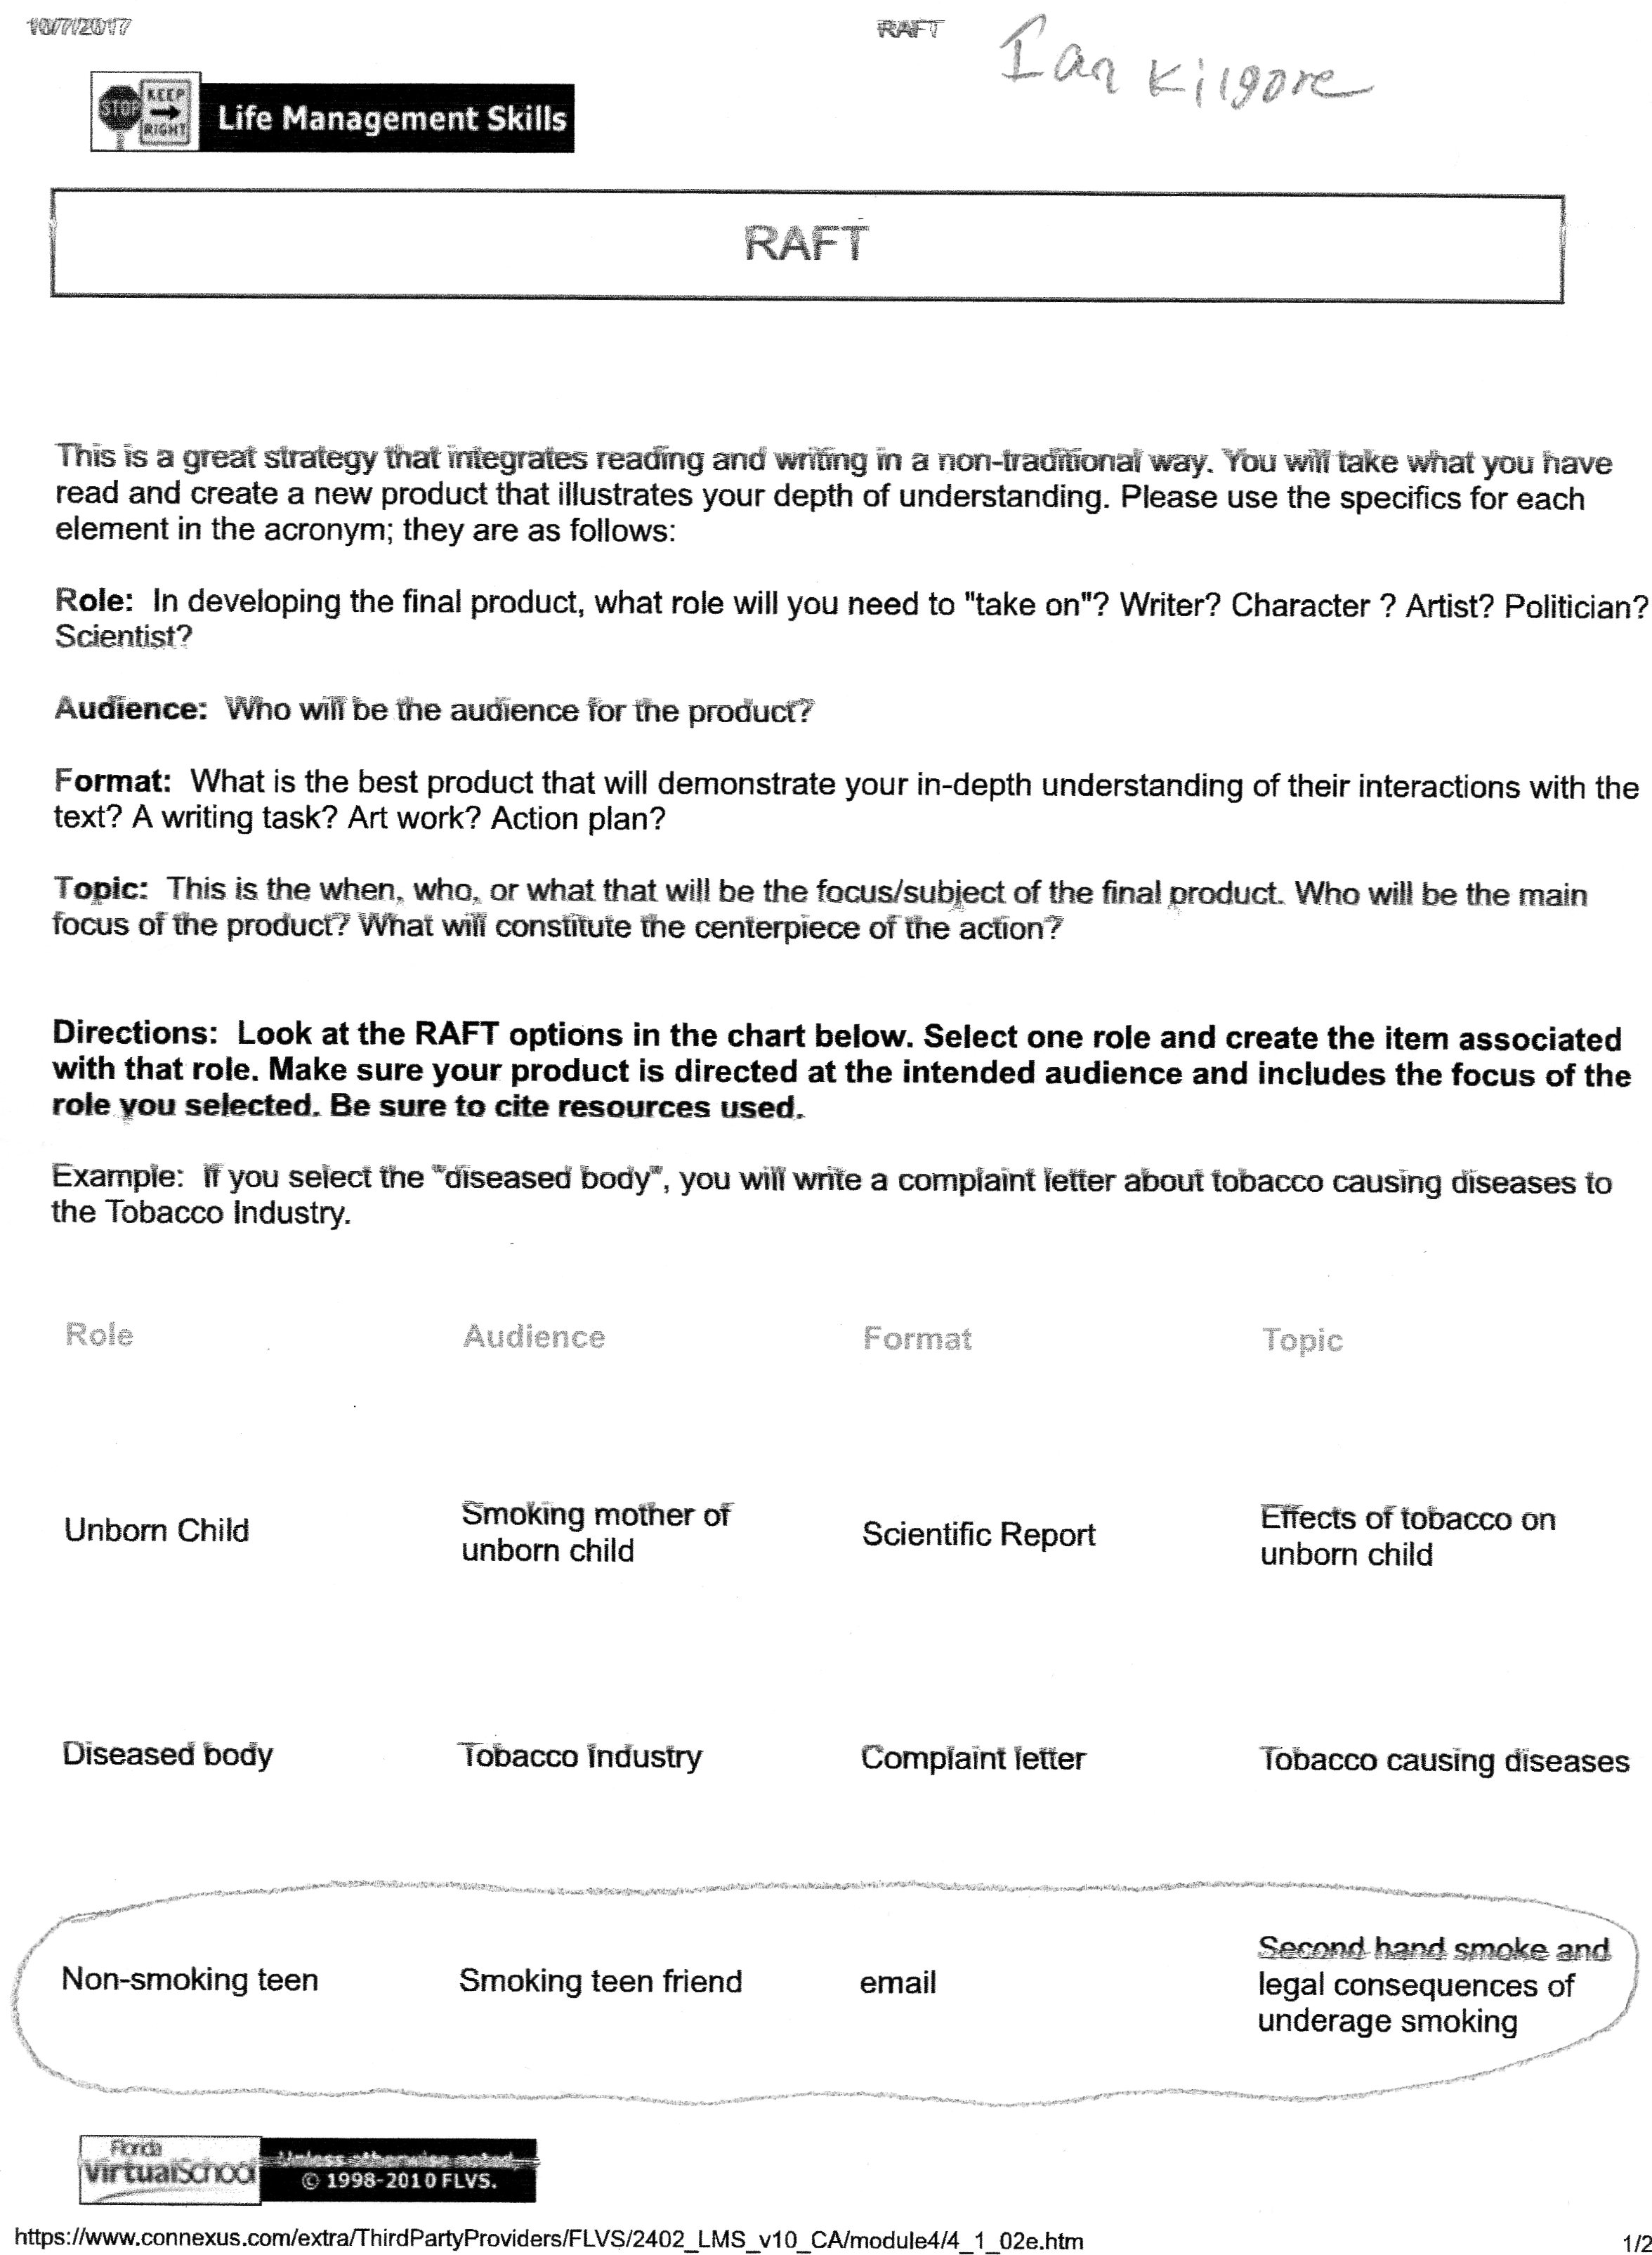 10/7/2017 RAFT
Ian Kilgore
STOP KEEP RIGHT
Life Management Skills
RAFT
This is a great strategy that integrates reading and writing in a non-traditional way. You will take what you have
read and create a new product that illustrates your depth of understanding. Please use the specifics for each
element in the acronym; they are as follows:
Role: In developing the final product, what role will you need to "take on"? Writer? Character ? Artist? Politician?
Scientist?
Audience: Who will be the audience for the product?
Format: What is the best product that will demonstrate your in-depth understanding of their interactions with the
text? A writing task? Art work? Action plan?
Topic: This is the when, who, or what that will be the focus/subject of the final product. Who will be the main
focus of the product? What will constitute the centerpiece of the action?
Directions: Look at the RAFT options in the chart below. Select one role and create the item associated
with that role. Make sure your product is directed at the intended audience and includes the focus of the
role you selected. Be sure to cite resources used.
Example: If you select the "diseased body", you will write a complaint letter about tobacco causing diseases to
the Tobacco Industry.
Role Audience Format Topic
Unborn Child
Smoking mother of
unborn child
Scientific Report
Effects of tobacco on
unborn child
Diseased body
Tobacco Industry
Complaint letter
Tobacco causing diseases
Non-smoking teen
Smoking teen friend
email
Second hand smoke and
legal consequences of
underage smoking
Florida
VirtualSchool
Unless otherwise noted,
© 1998-2010 FLVS.
https://www.connexus.com/extra/ThirdPartyProviders/FLVS/2402_LMS_v10_CA/module4/4_1_02e.htm 1/2